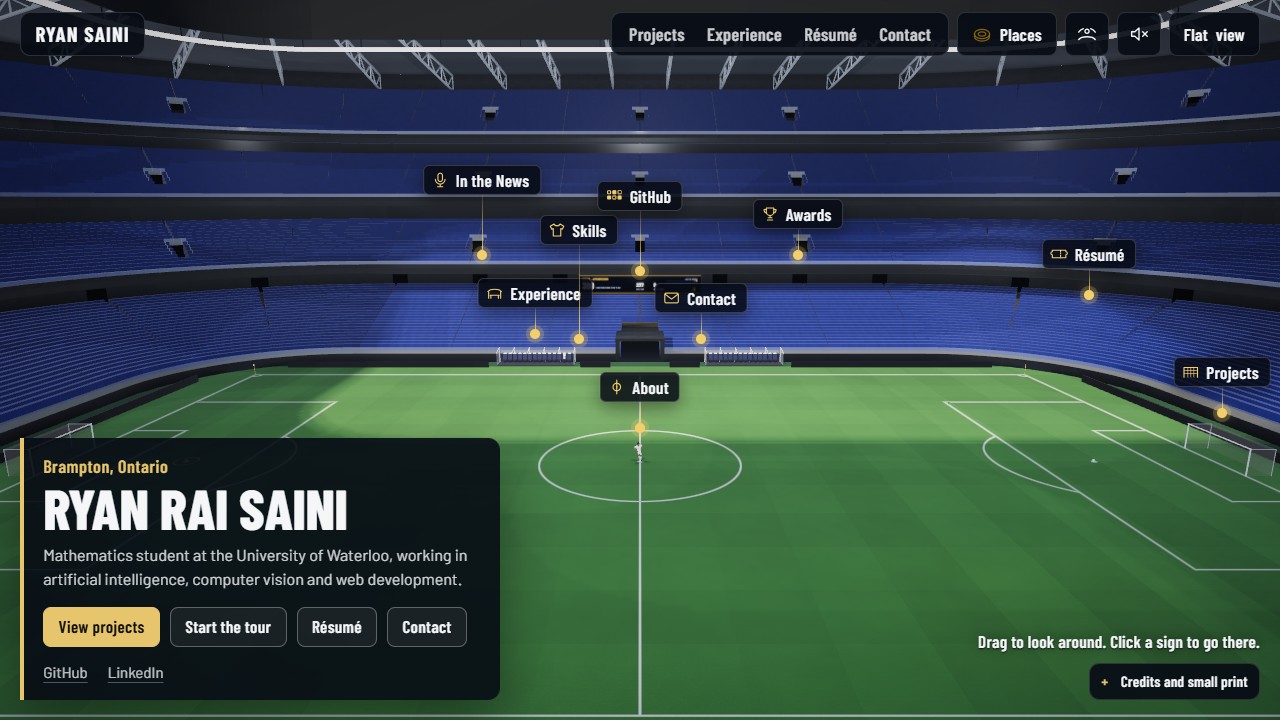 RYAN SAINI
Projects Experience Résumé Contact
Places
Flat view
In the News
GitHub
Awards
Skills
Résumé
Experience
Contact
Projects
About
Brampton, Ontario
RYAN RAI SAINI
Mathematics student at the University of Waterloo, working in
artificial intelligence, computer vision and web development.
View projects
Start the tour
Résumé
Contact
GitHub LinkedIn
Drag to look around. Click a sign to go there.
+ Credits and small print